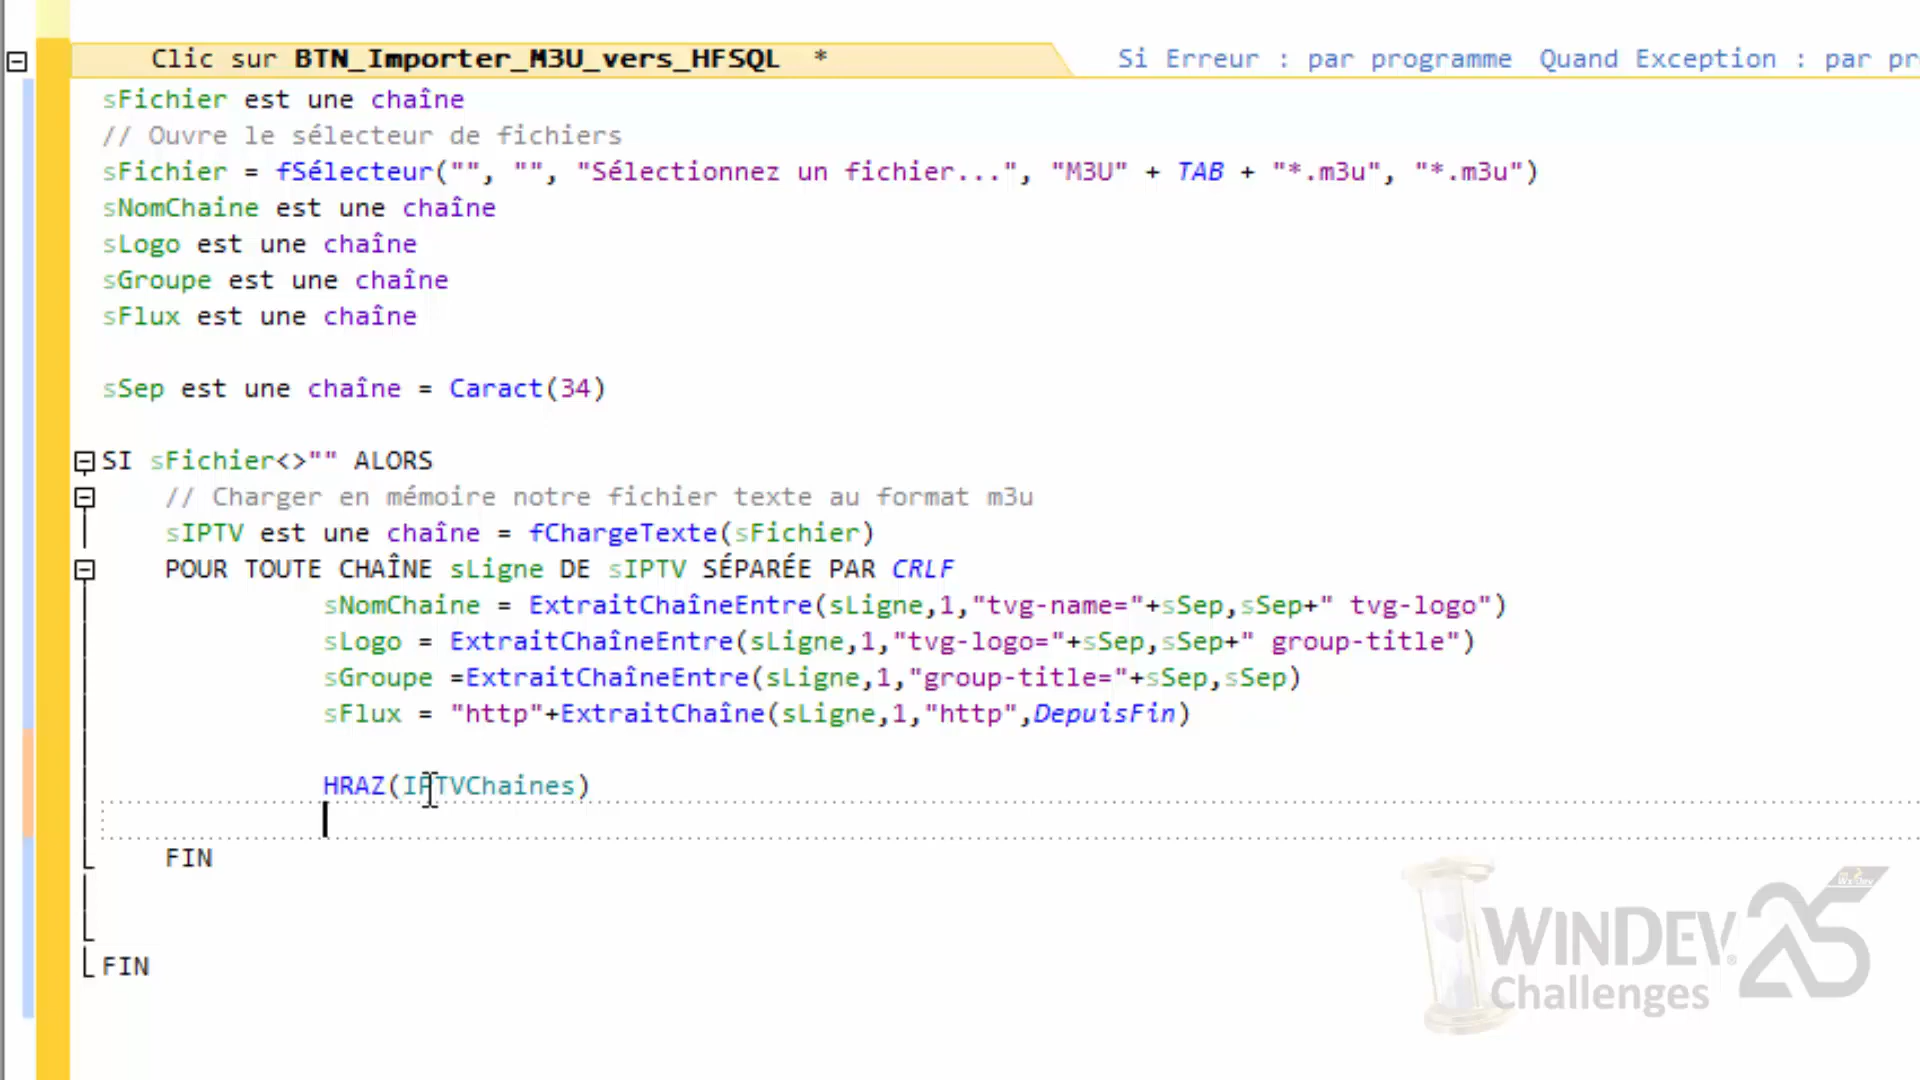 Clic sur BTN_Importer_M3U_vers_HFSQL * Si Erreur : par programme Quand Exception : par pr
sFichier est une chaîne
// Ouvre le sélecteur de fichiers
sFichier = fSélecteur("", "", "Sélectionnez un fichier...", "M3U" + TAB + "*.m3u", "*.m3u")
sNomChaine est une chaîne
sLogo est une chaîne
sGroupe est une chaîne
sFlux est une chaîne
sSep est une chaîne = Caract(34)
SI sFichier<>"" ALORS
// Charger en mémoire notre fichier texte au format m3u
sIPTV est une chaîne = fChargeTexte(sFichier)
POUR TOUTE CHAÎNE sLigne DE sIPTV SÉPARÉE PAR CRLF
sNomChaine = ExtraitChaîneEntre(sLigne,1,"tvg-name="+sSep,sSep+" tvg-logo")
sLogo = ExtraitChaîneEntre(sLigne,1,"tvg-logo="+sSep,sSep+" group-title")
sGroupe =ExtraitChaîneEntre(sLigne,1,"group-title="+sSep,sSep)
sFlux = "http"+ExtraitChaîne(sLigne,1,"http",DepuisFin)
HRAZ(IPTVChaines)
FIN
FIN
WINDEV® 25
Challenges